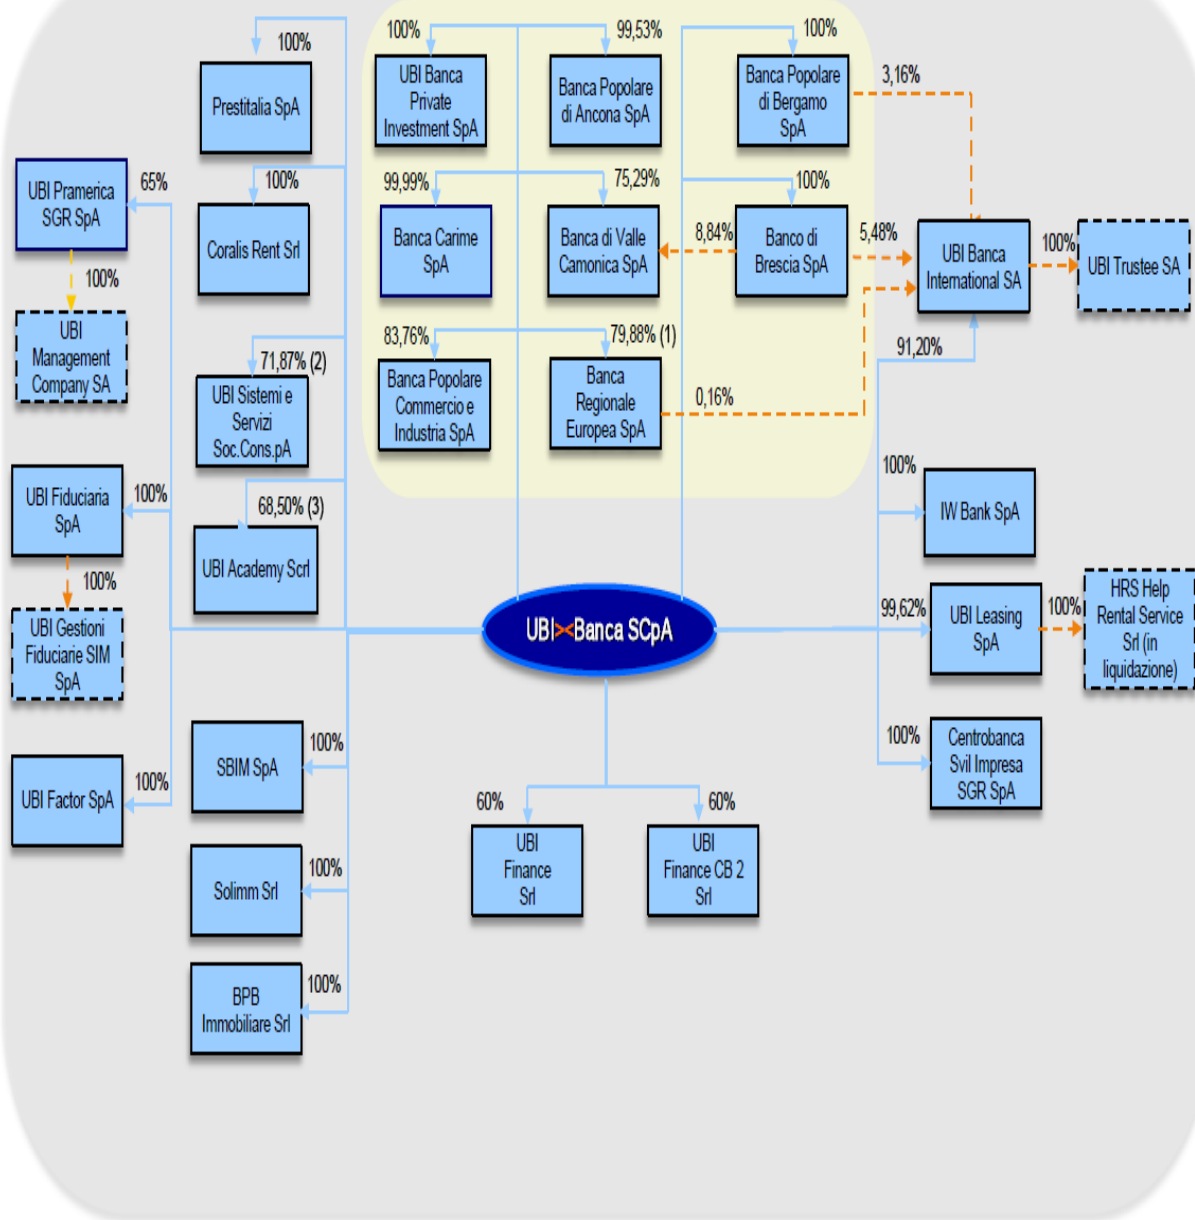 100%
Prestitalia SpA
100%
Coralis Rent Srl
71,87% (2)
UBI Sistemi e
Servizi
Soc.Cons.pA
68,50% (3)
UBI Academy Scrl
65%
UBI Pramerica
SGR SpA
100%
UBI
Management
Company SA
100%
UBI Fiduciaria
SpA
100%
UBI Gestioni
Fiduciarie SIM
SpA
100%
UBI Factor SpA
100%
UBI Banca
Private
Investment SpA
99,53%
Banca Popolare
di Ancona SpA
100%
Banca Popolare
di Bergamo
SpA
3,16%
99,99%
Banca Carime
SpA
75,29%
Banca di Valle
Camonica SpA
8,84%
100%
Banco di
Brescia SpA
5,48%
UBI Banca
International SA
100%
UBI Trustee SA
83,76%
Banca Popolare
Commercio e
Industria SpA
79,88% (1)
Banca
Regionale
Europea SpA
0,16%
91,20%
100%
IW Bank SpA
UBI><Banca SCpA
99,62%
UBI Leasing
SpA
100%
HRS Help
Rental Service
Srl (in
liquidazione)
100%
Centrobanca
Svil Impresa
SGR SpA
100%
SBIM SpA
100%
Solimm Srl
100%
BPB
Immobiliare Srl
60%
UBI
Finance
Srl
60%
UBI
Finance CB 2
Srl